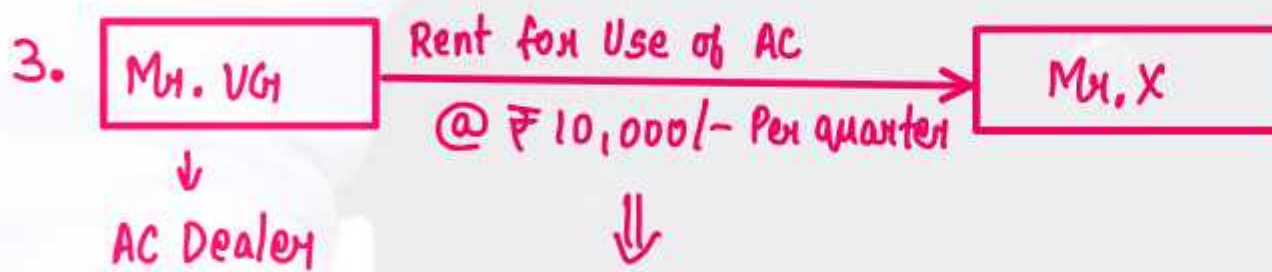 3.
Mr. VG
Rent for Use of AC
Mr. X
@ ₹10,000/- Per quarter
↓
AC Dealer
⇓